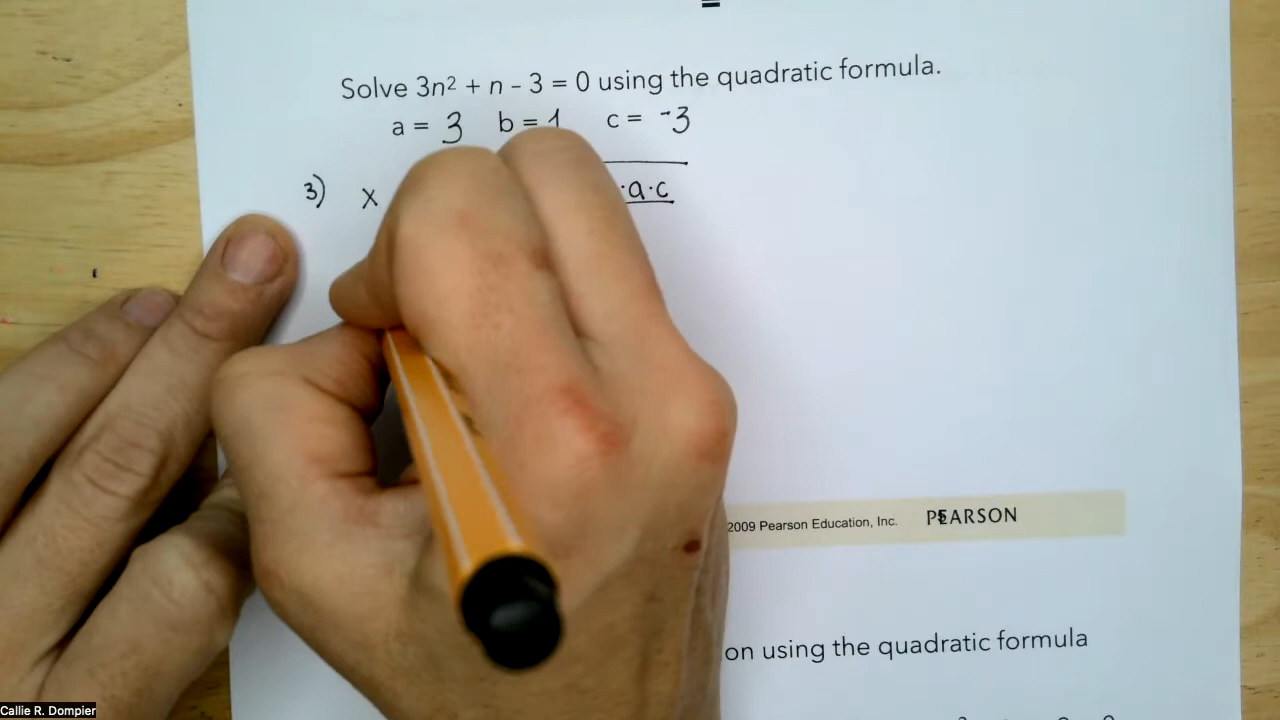 Solve 3n² + n - 3 = 0 using the quadratic formula.
a = 3 b = 1 c = -3
3) x ·a·c
2009 Pearson Education, Inc. PEARSON
on using the quadratic formula
Callie R. Dompier